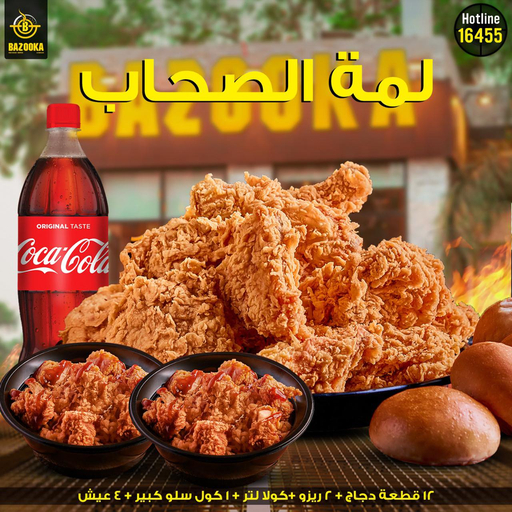 BAZOOKA
Hotline
16455
لمة الصحاب
BAZOOKA
ORIGINAL TASTE
Coca-Cola
١٢ قطعة دجاج + ٢ ريزو +كولا لتر + ١ كول سلو كبير + ٤ عيش